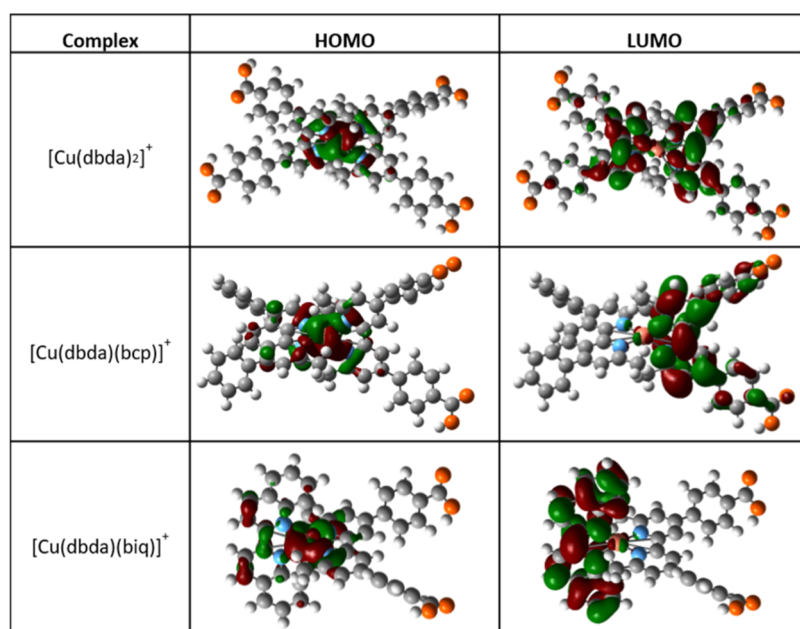 Complex HOMO LUMO
[Cu(dbda)2]+
[Cu(dbda)(bcp)]+
[Cu(dbda)(biq)]+